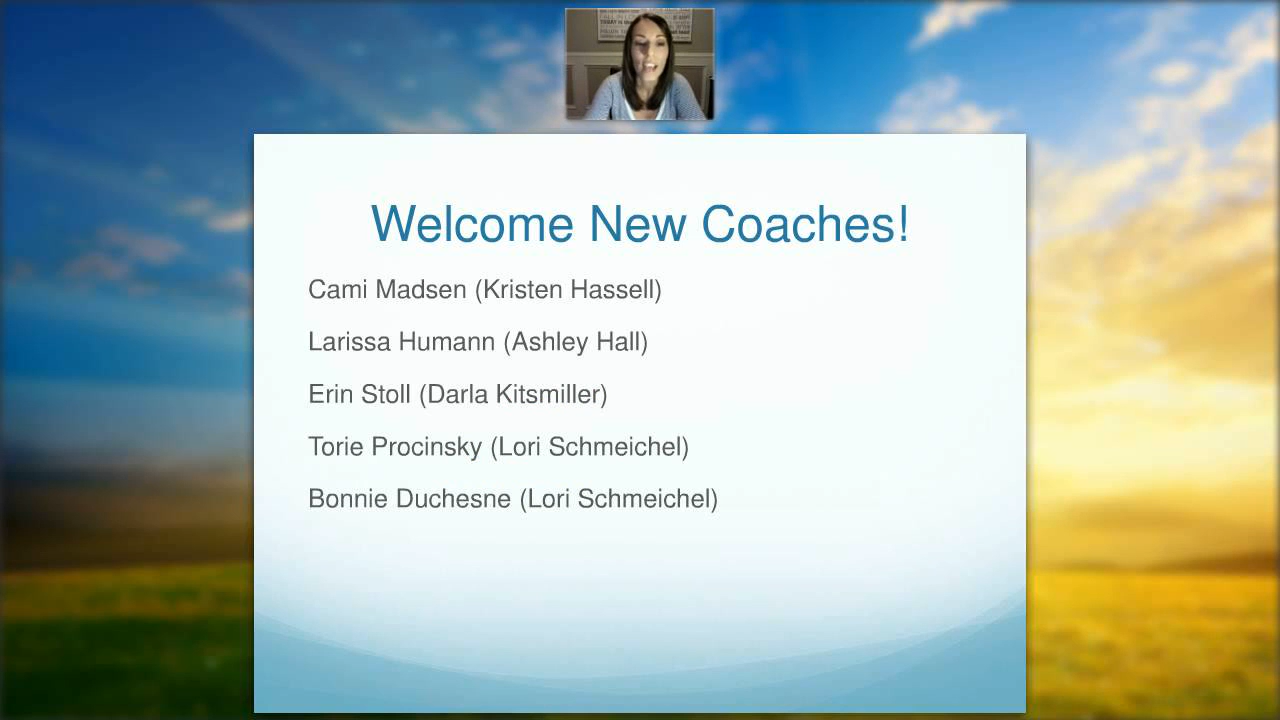 Welcome New Coaches!
Cami Madsen (Kristen Hassell)
Larissa Humann (Ashley Hall)
Erin Stoll (Darla Kitsmiller)
Torie Procinsky (Lori Schmeichel)
Bonnie Duchesne (Lori Schmeichel)